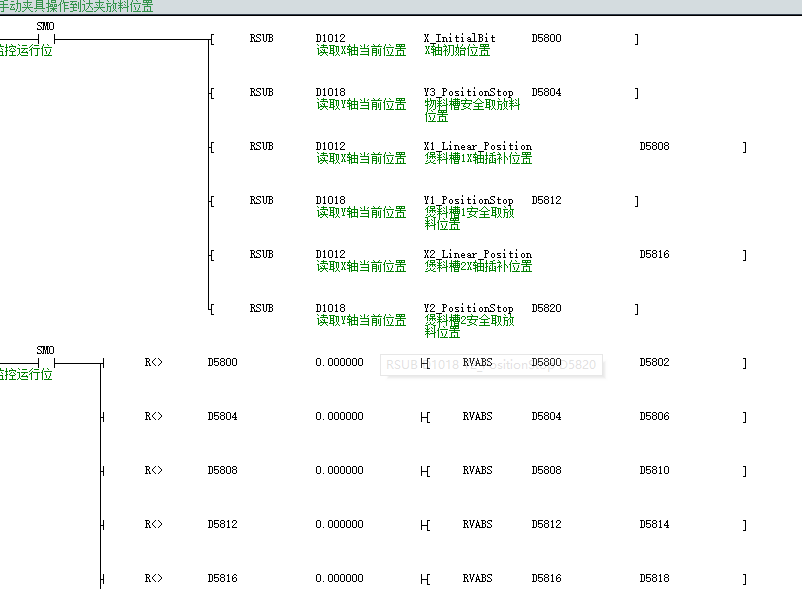 手动夹具操作到达夹放料位置
SM0
监控运行位
[ RSUB D1012 X_InitialBit D5800 ]
读取X轴当前位置 X轴初始位置
[ RSUB D1018 Y3_PositionStop D5804 ]
读取Y轴当前位置 物料槽安全取放料
位置
[ RSUB D1012 X1_Linear_Position D5808 ]
读取X轴当前位置 煲料槽1X轴插补位置
[ RSUB D1018 Y1_PositionStop D5812 ]
读取Y轴当前位置 煲料槽1安全取放
料位置
[ RSUB D1012 X2_Linear_Position D5816 ]
读取X轴当前位置 煲料槽2X轴插补位置
[ RSUB D1018 Y2_PositionStop D5820 ]
读取Y轴当前位置 煲料槽2安全取放
料位置
SM0
监控运行位
R<> D5800 0.000000 [ RVABS D5800 D5802 ]
RSUB D1018 Y2_PositionStop D5820
R<> D5804 0.000000 [ RVABS D5804 D5806 ]
R<> D5808 0.000000 [ RVABS D5808 D5810 ]
R<> D5812 0.000000 [ RVABS D5812 D5814 ]
R<> D5816 0.000000 [ RVABS D5816 D5818 ]